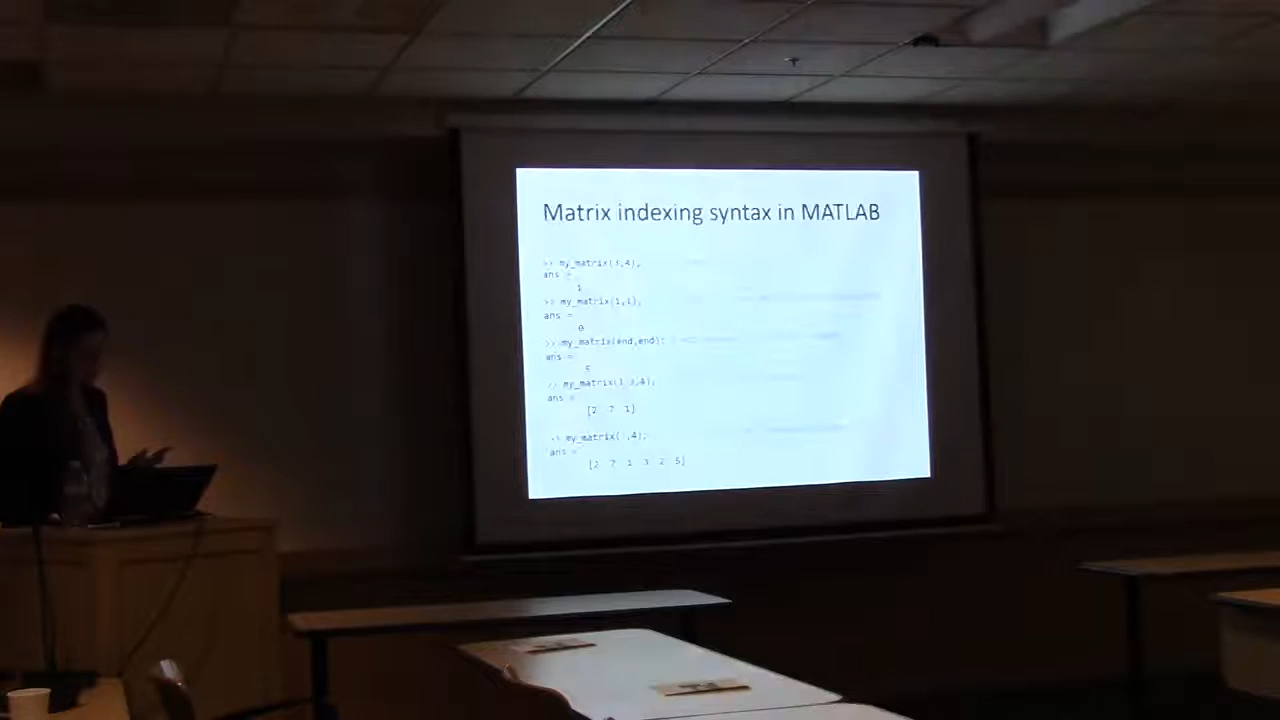 Matrix indexing syntax in MATLAB
>> my_matrix(3,4);
ans =
1
>> my_matrix(1,1);
ans =
0
>> my_matrix(end,end);
ans =
5
>> my_matrix(1:3,4);
ans =
[2 7 1]
>> my_matrix(:,4);
ans =
[2 7 1 3 2 5]